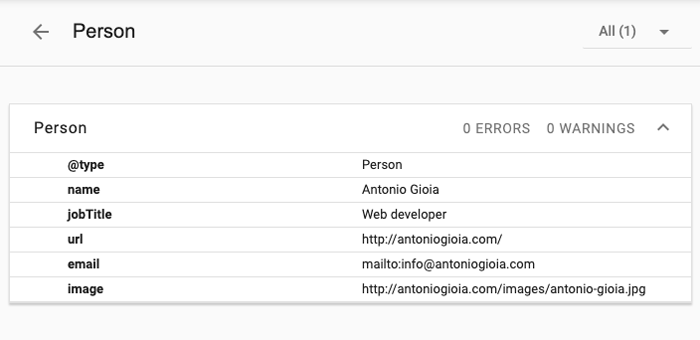 Person
All (1)
Person 0 ERRORS 0 WARNINGS
@type Person
name Antonio Gioia
jobTitle Web developer
url http://antoniogioia.com/
email mailto:info@antoniogioia.com
image http://antoniogioia.com/images/antonio-gioia.jpg